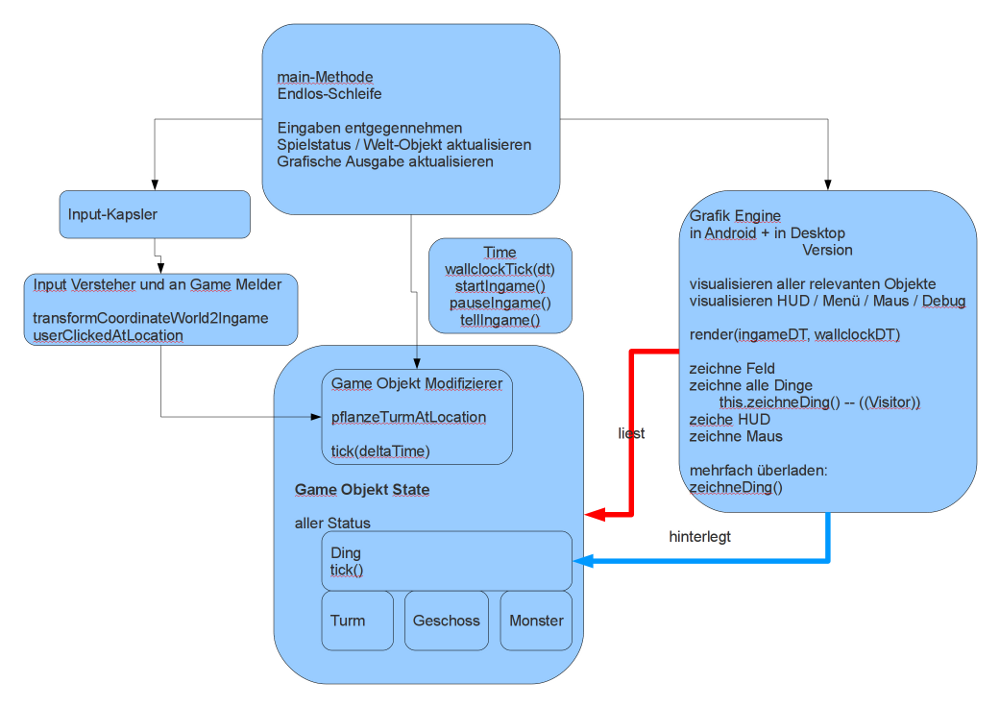 main-Methode
Endlos-Schleife
Eingaben entgegennehmen
Spielstatus / Welt-Objekt aktualisieren
Grafische Ausgabe aktualisieren
Input-Kapsler
Input Versteher und an Game Melder
transformCoordinateWorld2Ingame
userClickedAtLocation
Time
wallclockTick(dt)
startIngame()
pauseIngame()
tellIngame()
Game Objekt Modifizierer
pflanzeTurmAtLocation
tick(deltaTime)
Game Objekt State
aller Status
Ding
tick()
Turm
Geschoss
Monster
Grafik Engine
in Android + in Desktop
Version
visualisieren aller relevanten Objekte
visualisieren HUD / Menü / Maus / Debug
render(ingameDT, wallclockDT)
zeichne Feld
zeichne alle Dinge
this.zeichneDing() -- ((Visitor))
zeiche HUD
zeichne Maus
mehrfach überladen:
zeichneDing()
liest
hinterlegt